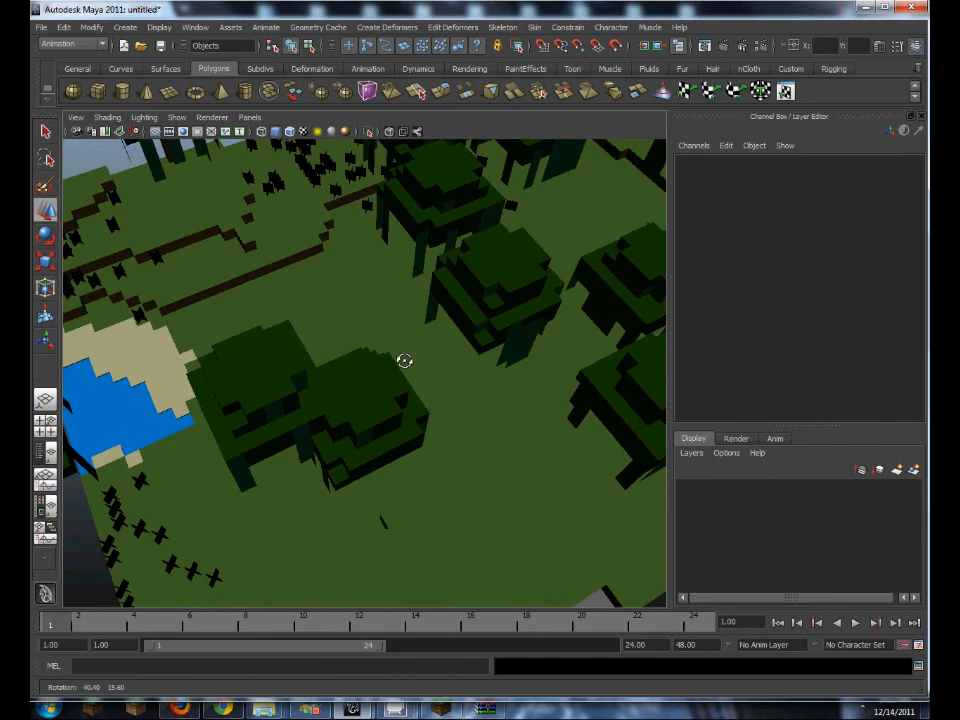 Autodesk Maya 2011: untitled*
File Edit Modify Create Display Window Assets Animate Geometry Cache Create Deformers Edit Deformers Skeleton Skin Constrain Character Muscle Help
Animation Objects X: Y:
General Curves Surfaces Polygons Subdivs Deformation Animation Dynamics Rendering PaintEffects Toon Muscle Fluids Fur Hair nCloth Custom Rigging
View Shading Lighting Show Renderer Panels
Channel Box / Layer Editor
Channels Edit Object Show
Display Render Anim
Layers Options Help
2 4 6 8 10 12 14 16 18 20 22 24
1 1.00
1.00 1.00 1 24 24.00 48.00 No Anim Layer No Character Set
MEL
Rotation: 40.40 15.60
12/14/2011